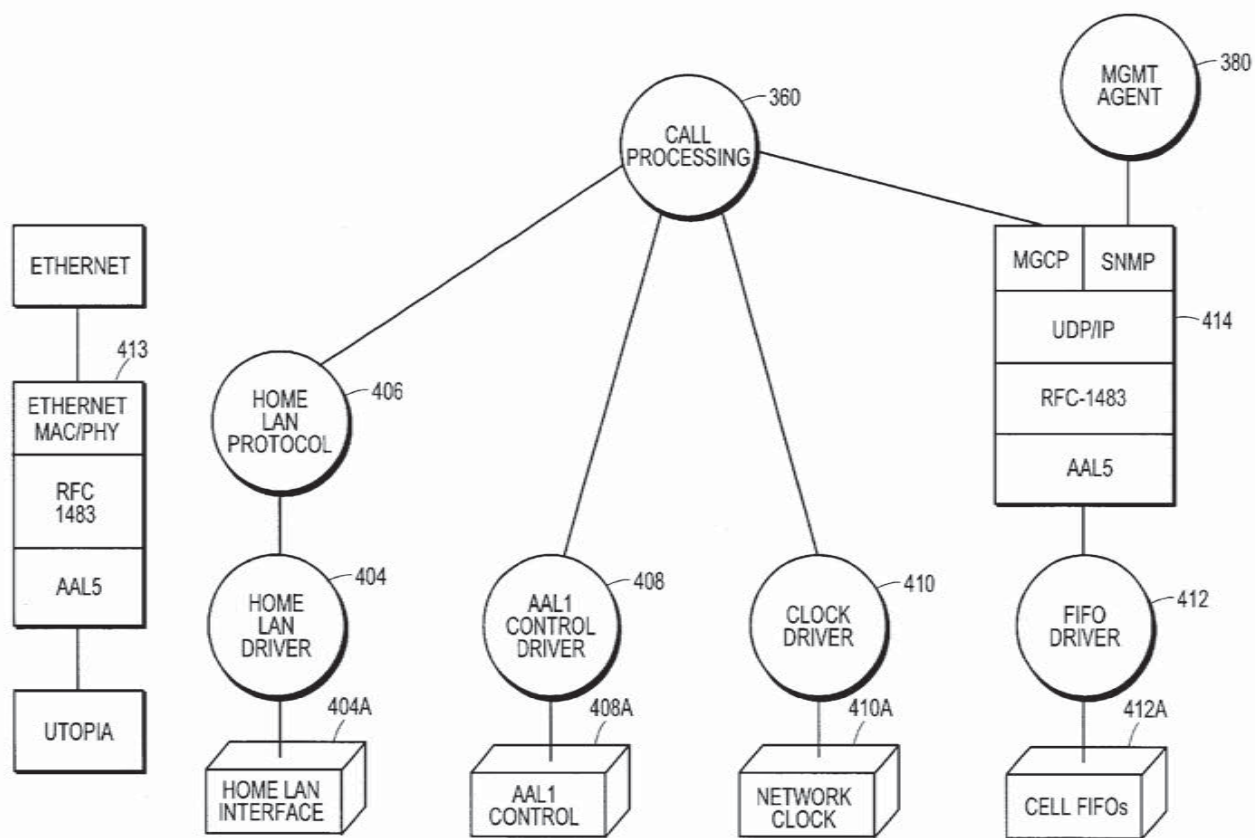 MGMT
AGENT
380
CALL
PROCESSING
360
ETHERNET
413
ETHERNET
MAC/PHY
RFC
1483
AAL5
UTOPIA
HOME
LAN
PROTOCOL
406
HOME
LAN
DRIVER
404
404A
HOME LAN
INTERFACE
AAL1
CONTROL
DRIVER
408
408A
AAL1
CONTROL
CLOCK
DRIVER
410
410A
NETWORK
CLOCK
MGCP
SNMP
UDP/IP
414
RFC-1483
AAL5
FIFO
DRIVER
412
412A
CELL FIFOs